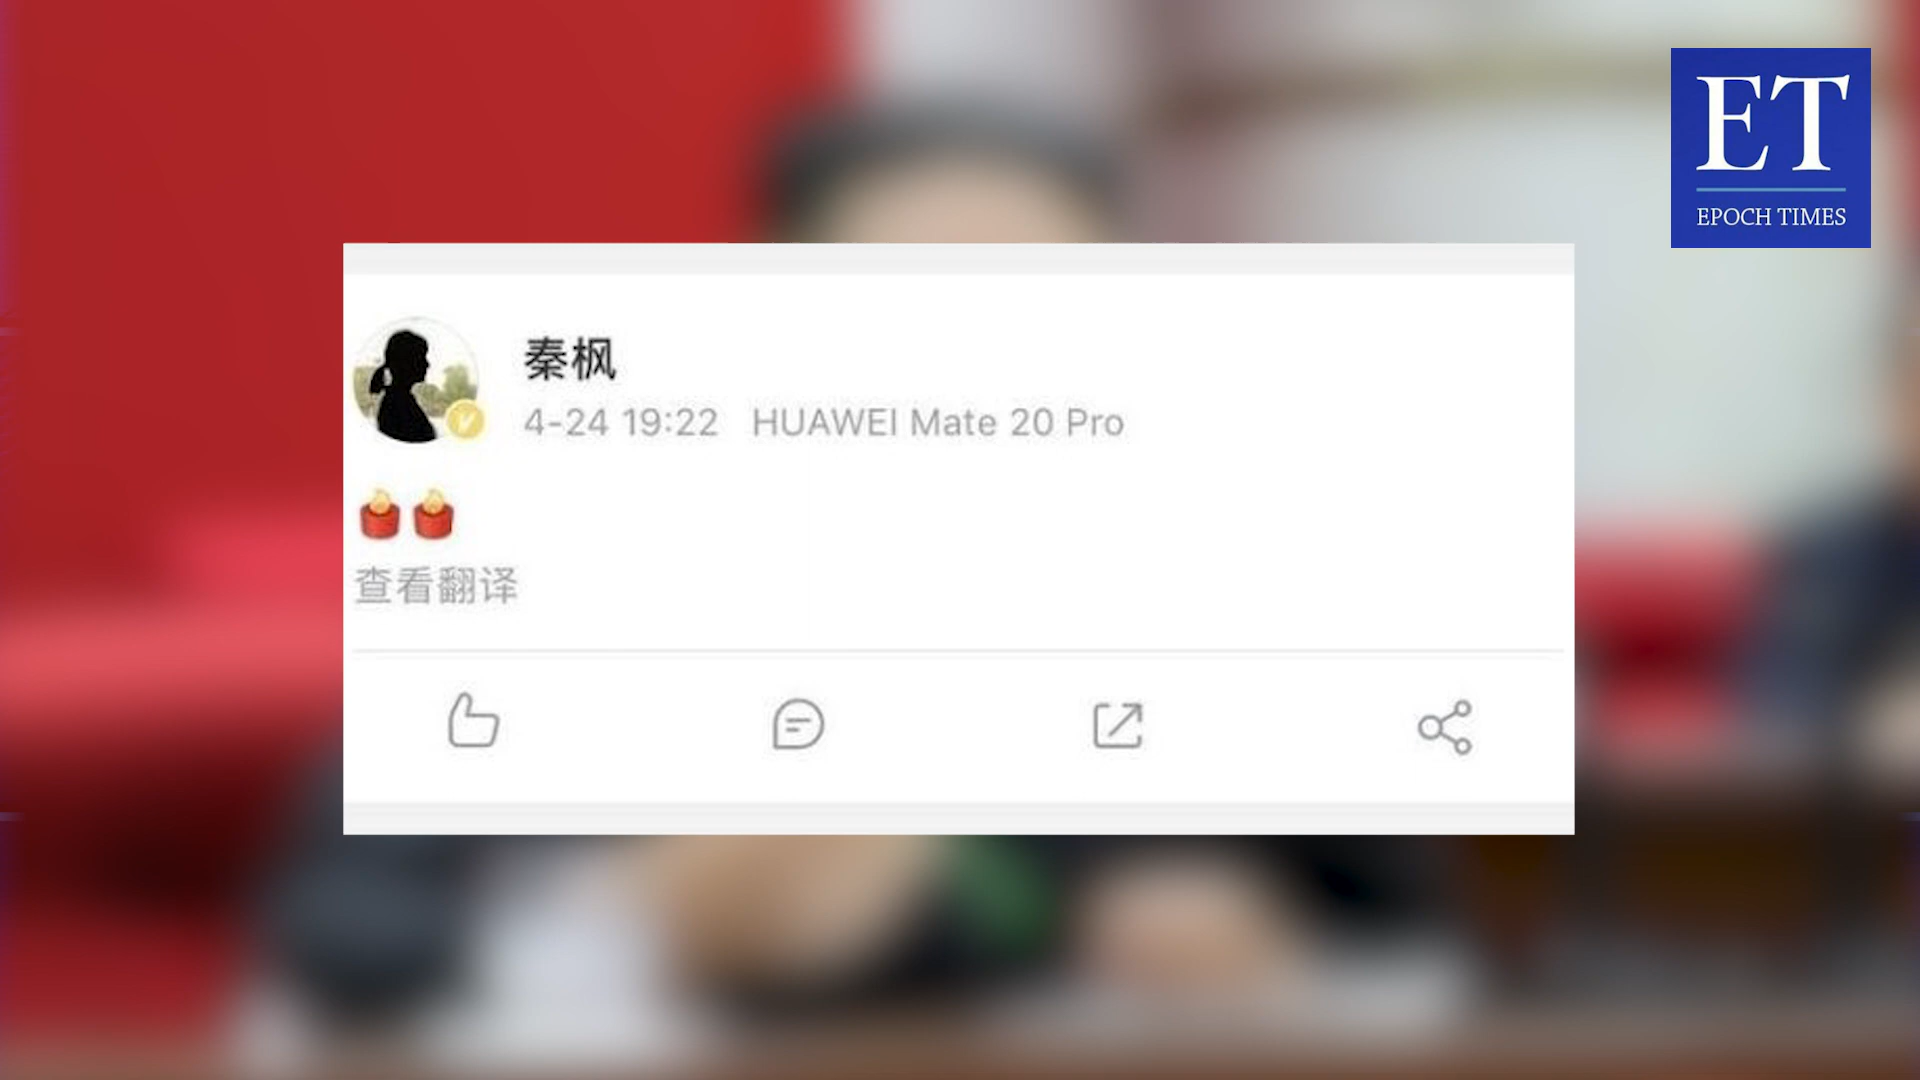 ET
EPOCH TIMES
秦枫
4-24 19:22 HUAWEI Mate 20 Pro
查看翻译